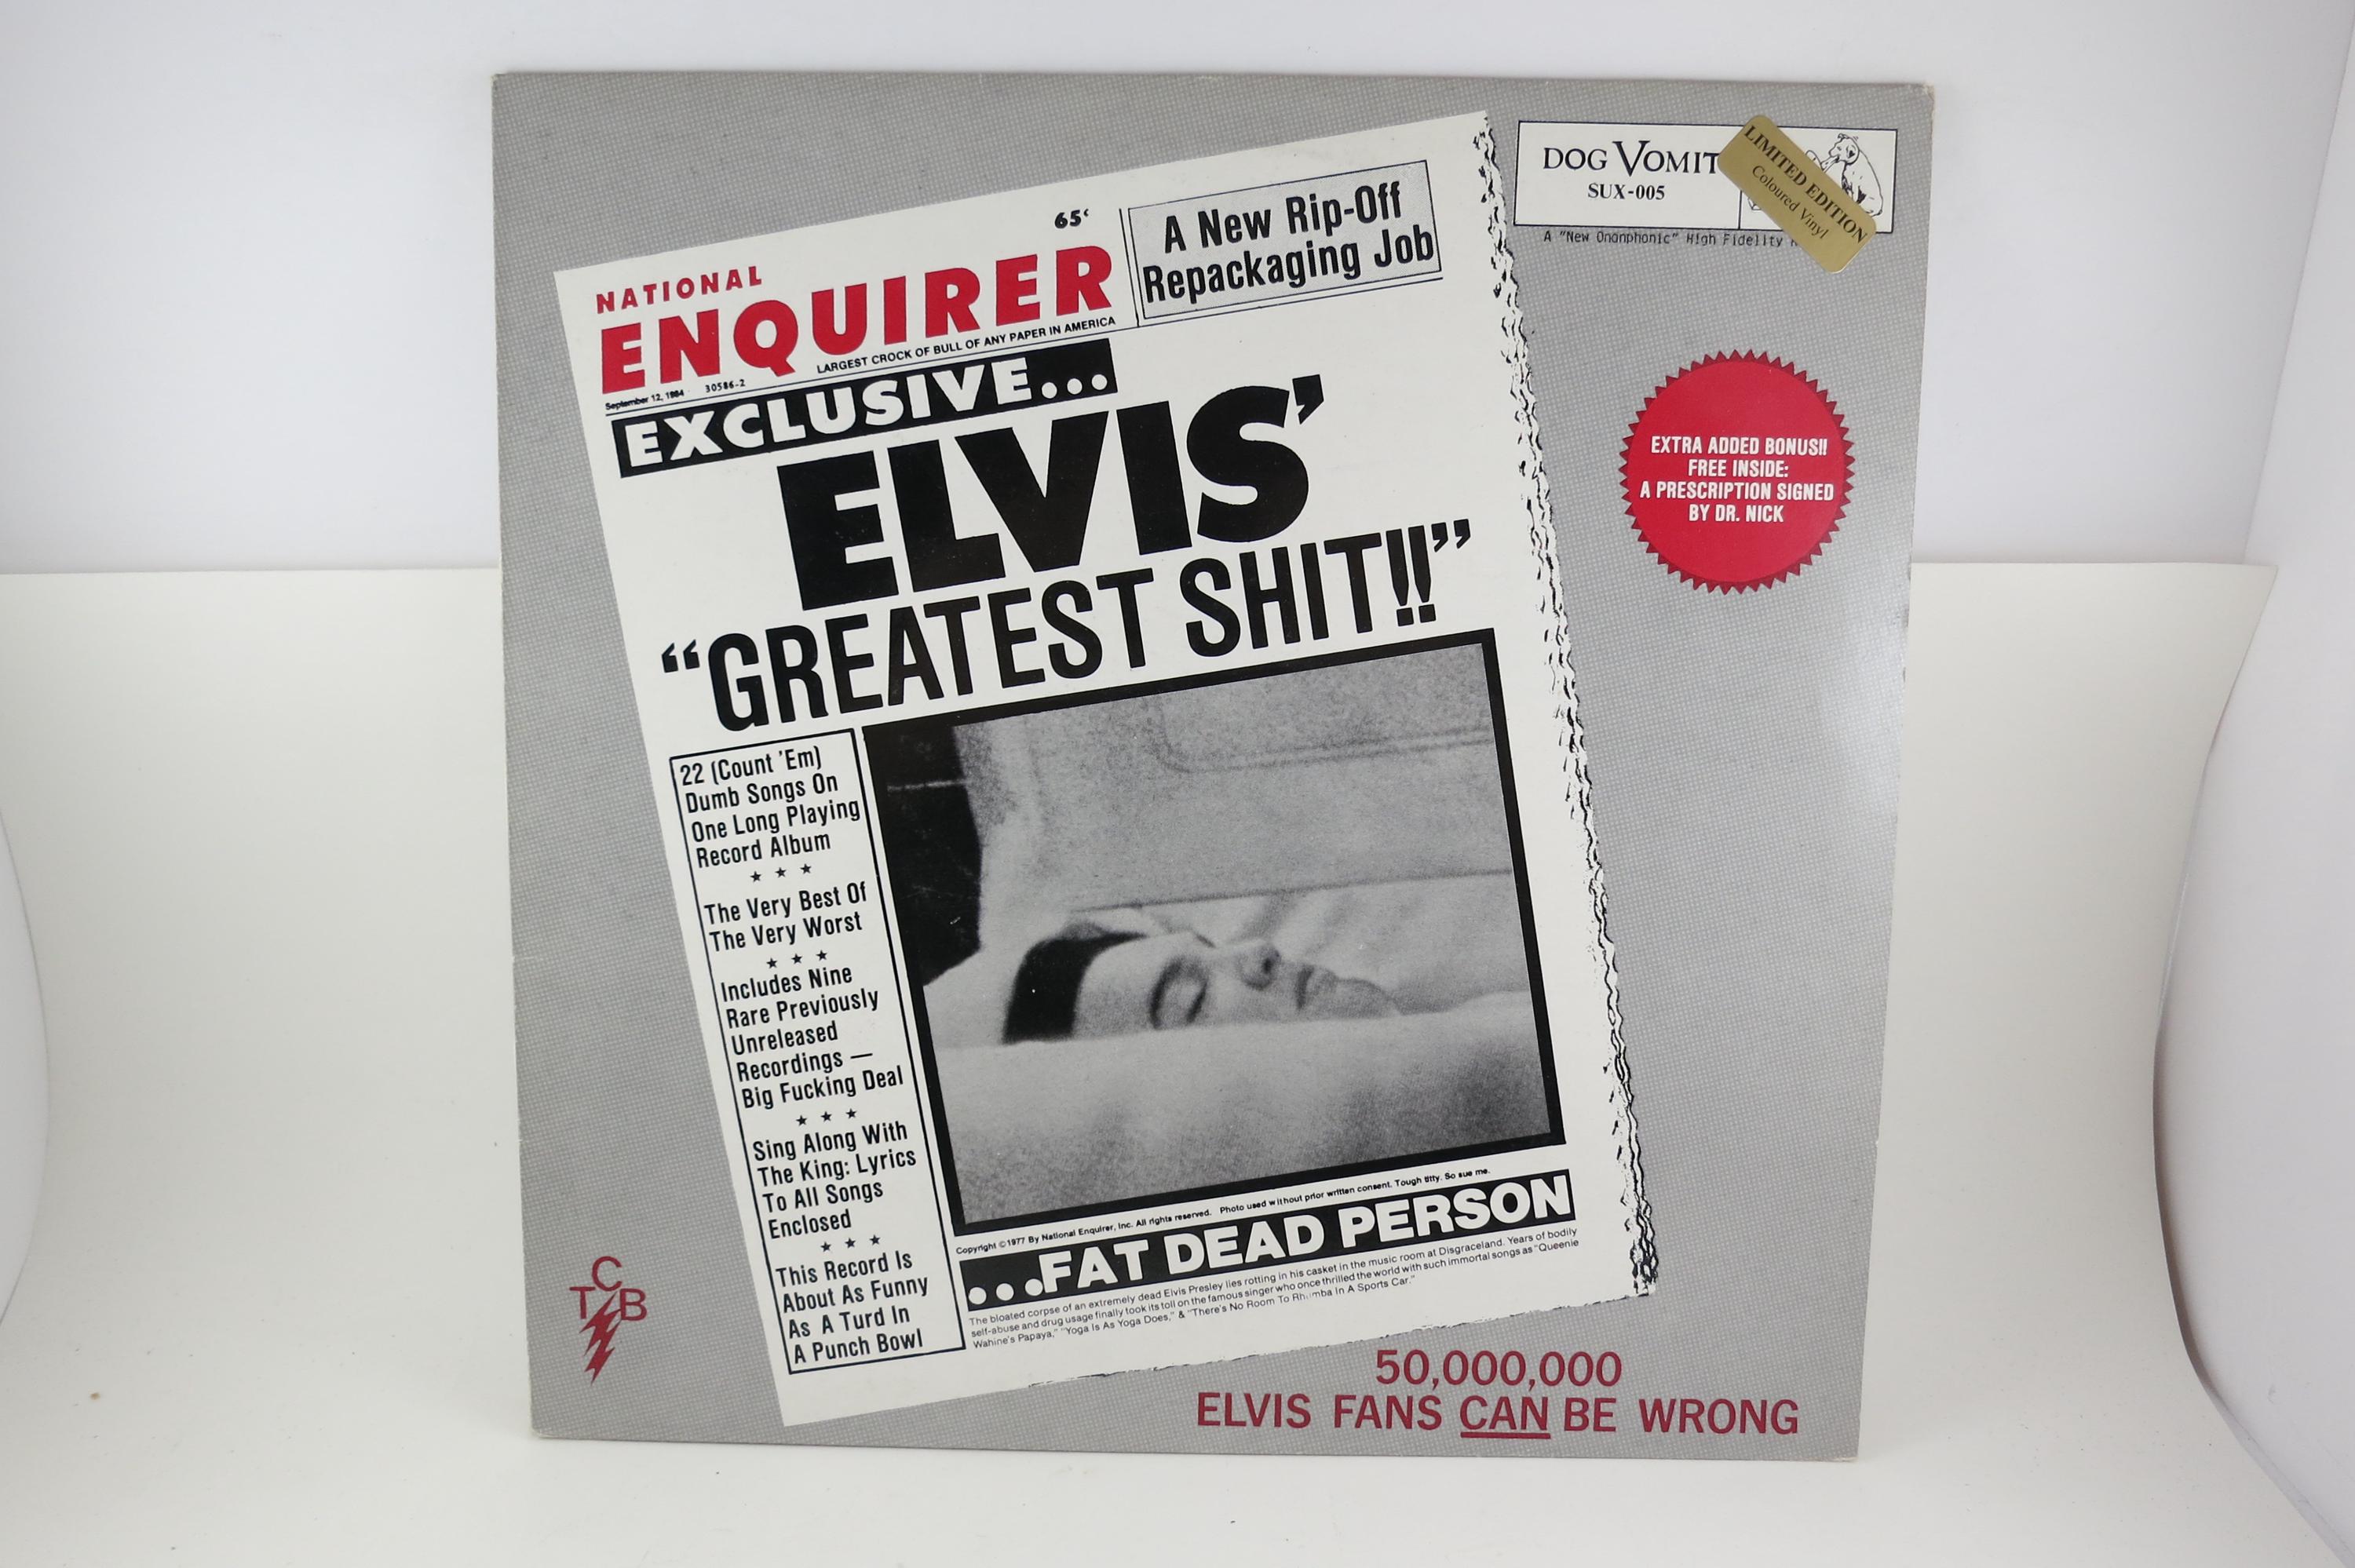 65¢
A New Rip-Off
Repackaging Job
NATIONAL
ENQUIRER
LARGEST CROCK OF BULL OF ANY PAPER IN AMERICA
September 12, 1984 30586-2
EXCLUSIVE...
ELVIS’
“GREATEST SHIT!!”
22 (Count 'Em)
Dumb Songs On
One Long Playing
Record Album
★ ★ ★
The Very Best Of
The Very Worst
★ ★ ★
Includes Nine
Rare Previously
Unreleased
Recordings —
Big Fucking Deal
★ ★ ★
Sing Along With
The King: Lyrics
To All Songs
Enclosed
★ ★ ★
This Record Is
About As Funny
As A Turd In
A Punch Bowl
Copyright ©1977 By National Enquirer, Inc. All rights reserved. Photo used without prior written consent. Tough titty. So sue me.
...FAT DEAD PERSON
The bloated corpse of an extremely dead Elvis Presley lies rotting in his casket in the music room at Disgraceland. Years of bodily
self-abuse and drug usage finally took its toll on the famous singer who once thrilled the world with such immortal songs as "Queenie
Wahine's Papaya," "Yoga Is As Yoga Does," & "There's No Room To Rhumba In A Sports Car."
DOG VOMIT
SUX-005
LIMITED EDITION
Coloured Vinyl
A "New Ononphonic" High Fidelity
EXTRA ADDED BONUS!!
FREE INSIDE:
A PRESCRIPTION SIGNED
BY DR. NICK
TCB
50,000,000
ELVIS FANS CAN BE WRONG